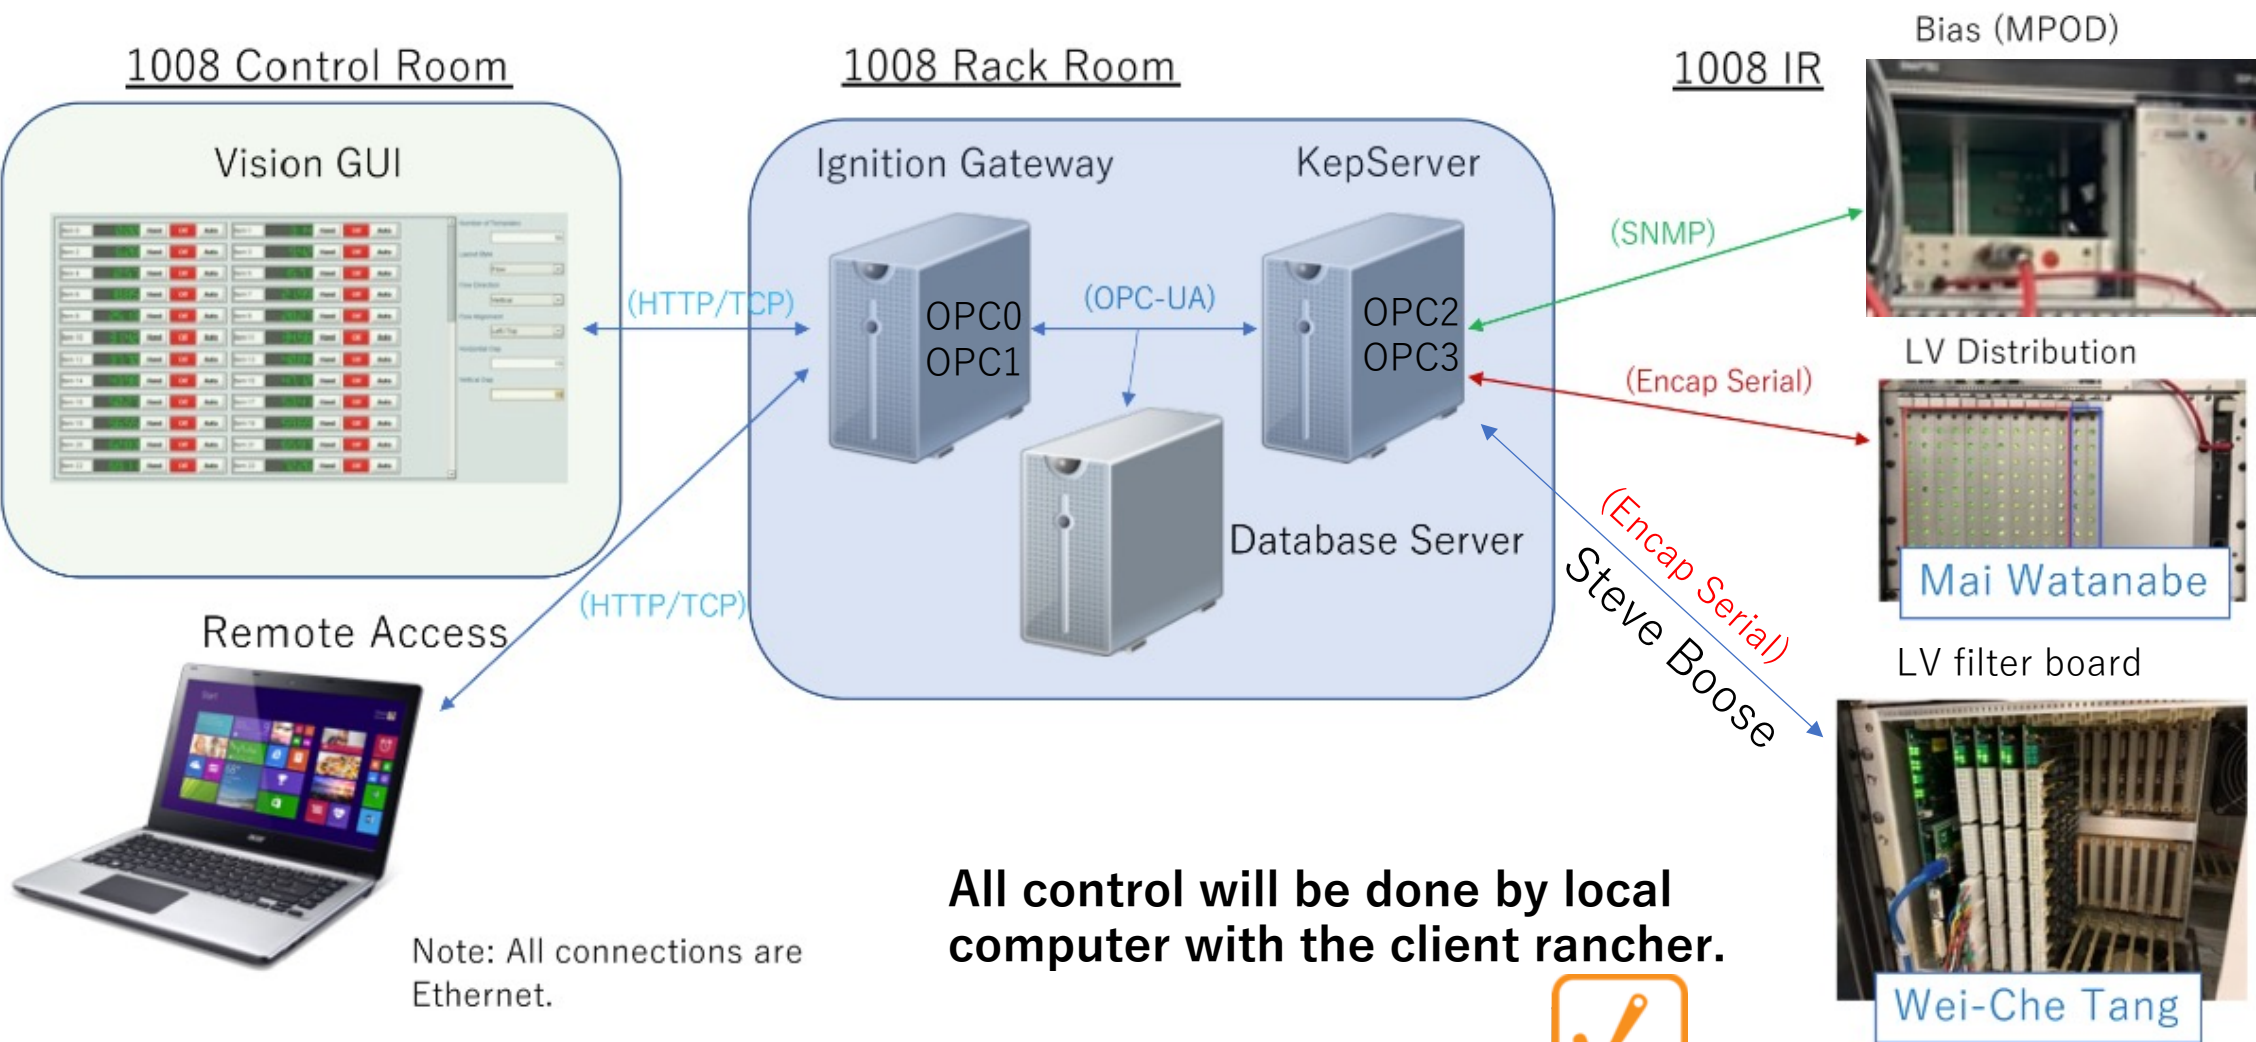 1008 Control Room
1008 Rack Room
1008 IR
Bias (MPOD)
Vision GUI
Ignition Gateway
KepServer
(SNMP)
(HTTP/TCP)
OPC0
OPC1
(OPC-UA)
OPC2
OPC3
LV Distribution
(Encap Serial)
Database Server
(Encap Serial)
Steve Boose
Mai Watanabe
(HTTP/TCP)
Remote Access
LV filter board
All control will be done by local
computer with the client rancher.
Note: All connections are
Ethernet.
Wei-Che Tang